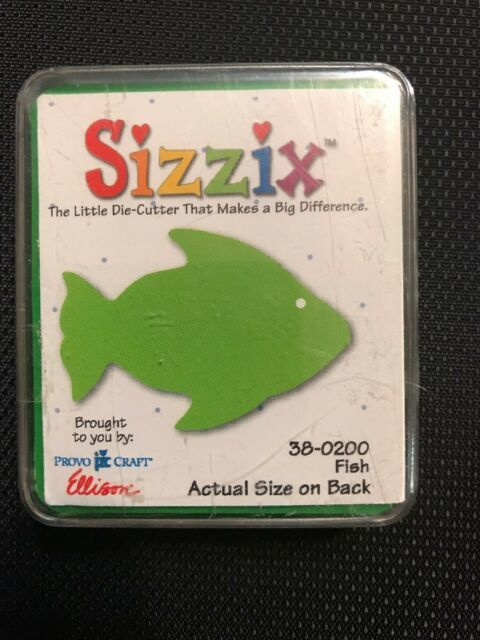 Sizzix™
The Little Die-Cutter That Makes a Big Difference.
Brought
to you by:
PROVO CRAFT
Ellison
38-0200
Fish
Actual Size on Back